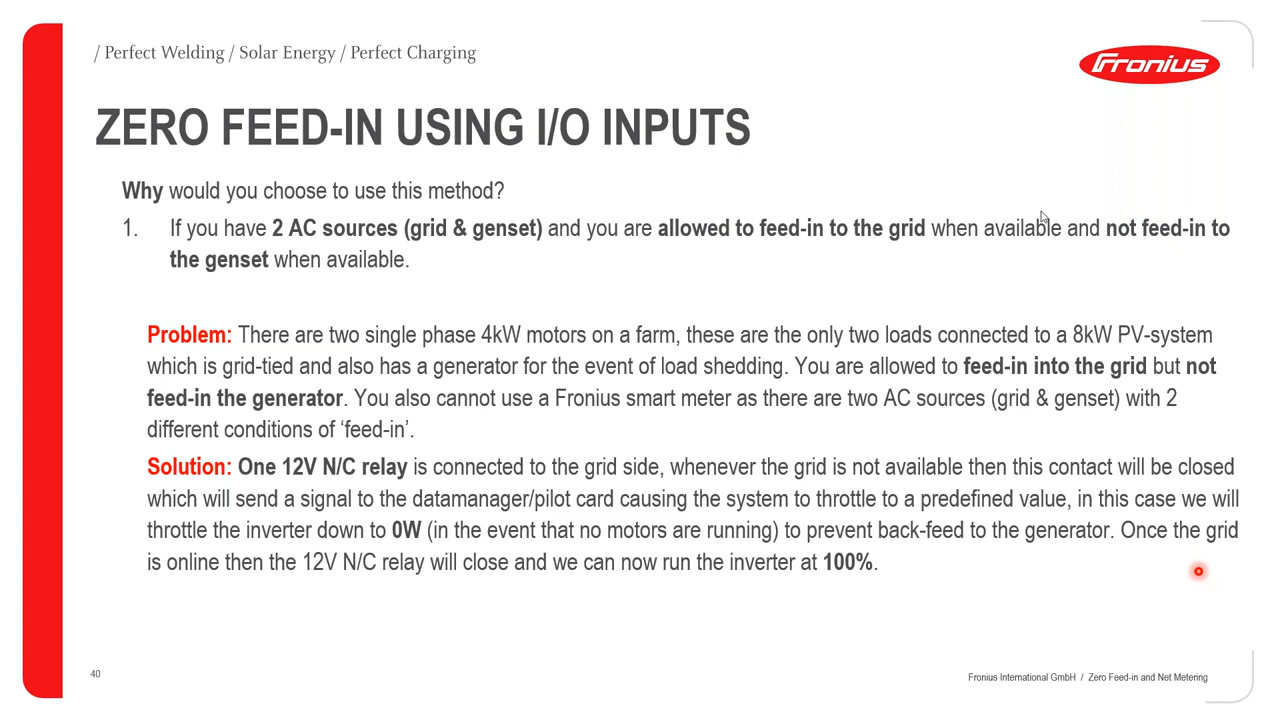 / Perfect Welding / Solar Energy / Perfect Charging
Fronius
ZERO FEED-IN USING I/O INPUTS
Why would you choose to use this method?
1. If you have 2 AC sources (grid & genset) and you are allowed to feed-in to the grid when available and not feed-in to
the genset when available.
Problem: There are two single phase 4kW motors on a farm, these are the only two loads connected to a 8kW PV-system
which is grid-tied and also has a generator for the event of load shedding. You are allowed to feed-in into the grid but not
feed-in the generator. You also cannot use a Fronius smart meter as there are two AC sources (grid & genset) with 2
different conditions of ‘feed-in’.
Solution: One 12V N/C relay is connected to the grid side, whenever the grid is not available then this contact will be closed
which will send a signal to the datamanager/pilot card causing the system to throttle to a predefined value, in this case we will
throttle the inverter down to 0W (in the event that no motors are running) to prevent back-feed to the generator. Once the grid
is online then the 12V N/C relay will close and we can now run the inverter at 100%.
40
Fronius International GmbH / Zero Feed-in and Net Metering